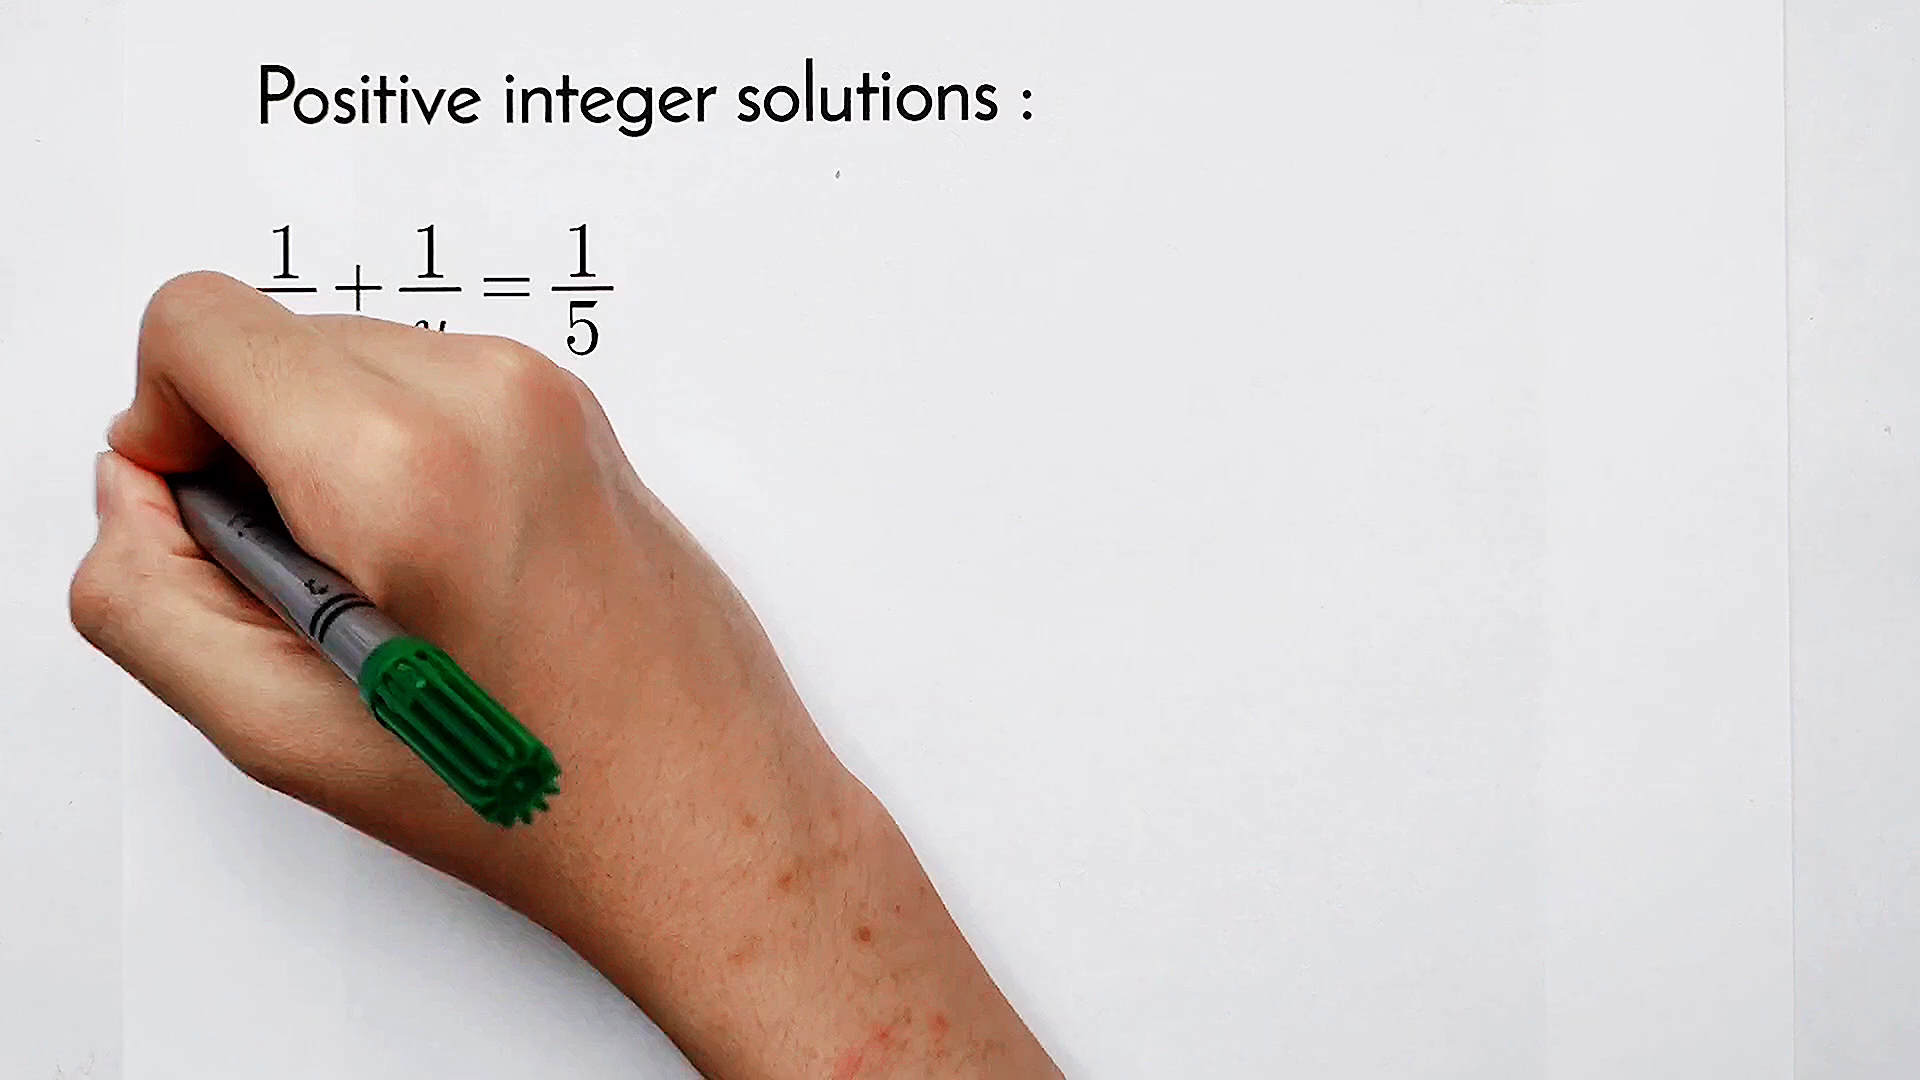 Positive integer solutions :
1/ + 1/ = 1/5